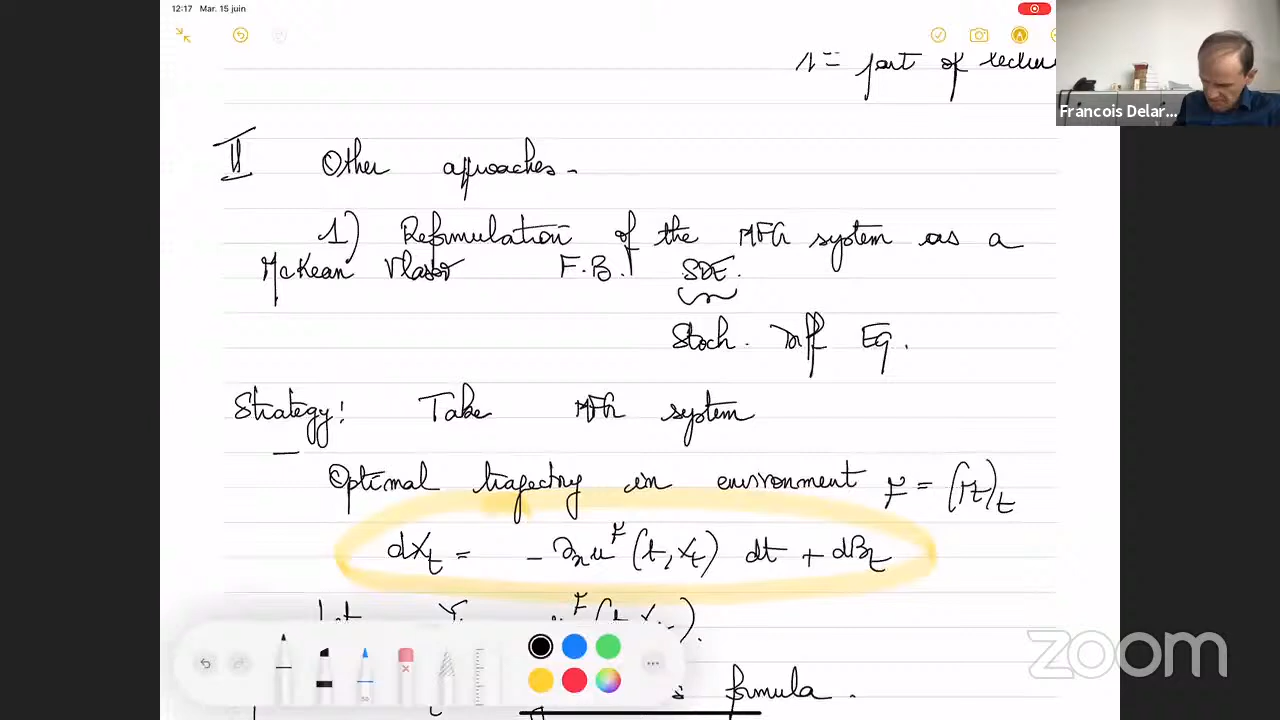 12:17 Mar. 15 juin
1 = part of lectur
Francois Delar...
II Other approaches -
1) Reformulation of the MFG system as a
McKean Vlasov F.B. SDE.
Stoch. Diff Eq.
Strategy: Take MFG system
Optimal trajectory in environment μ = (μt)t
dXt = - ∂x u^μ (t, Xt) dt + dBt
Let
formula.
zoom